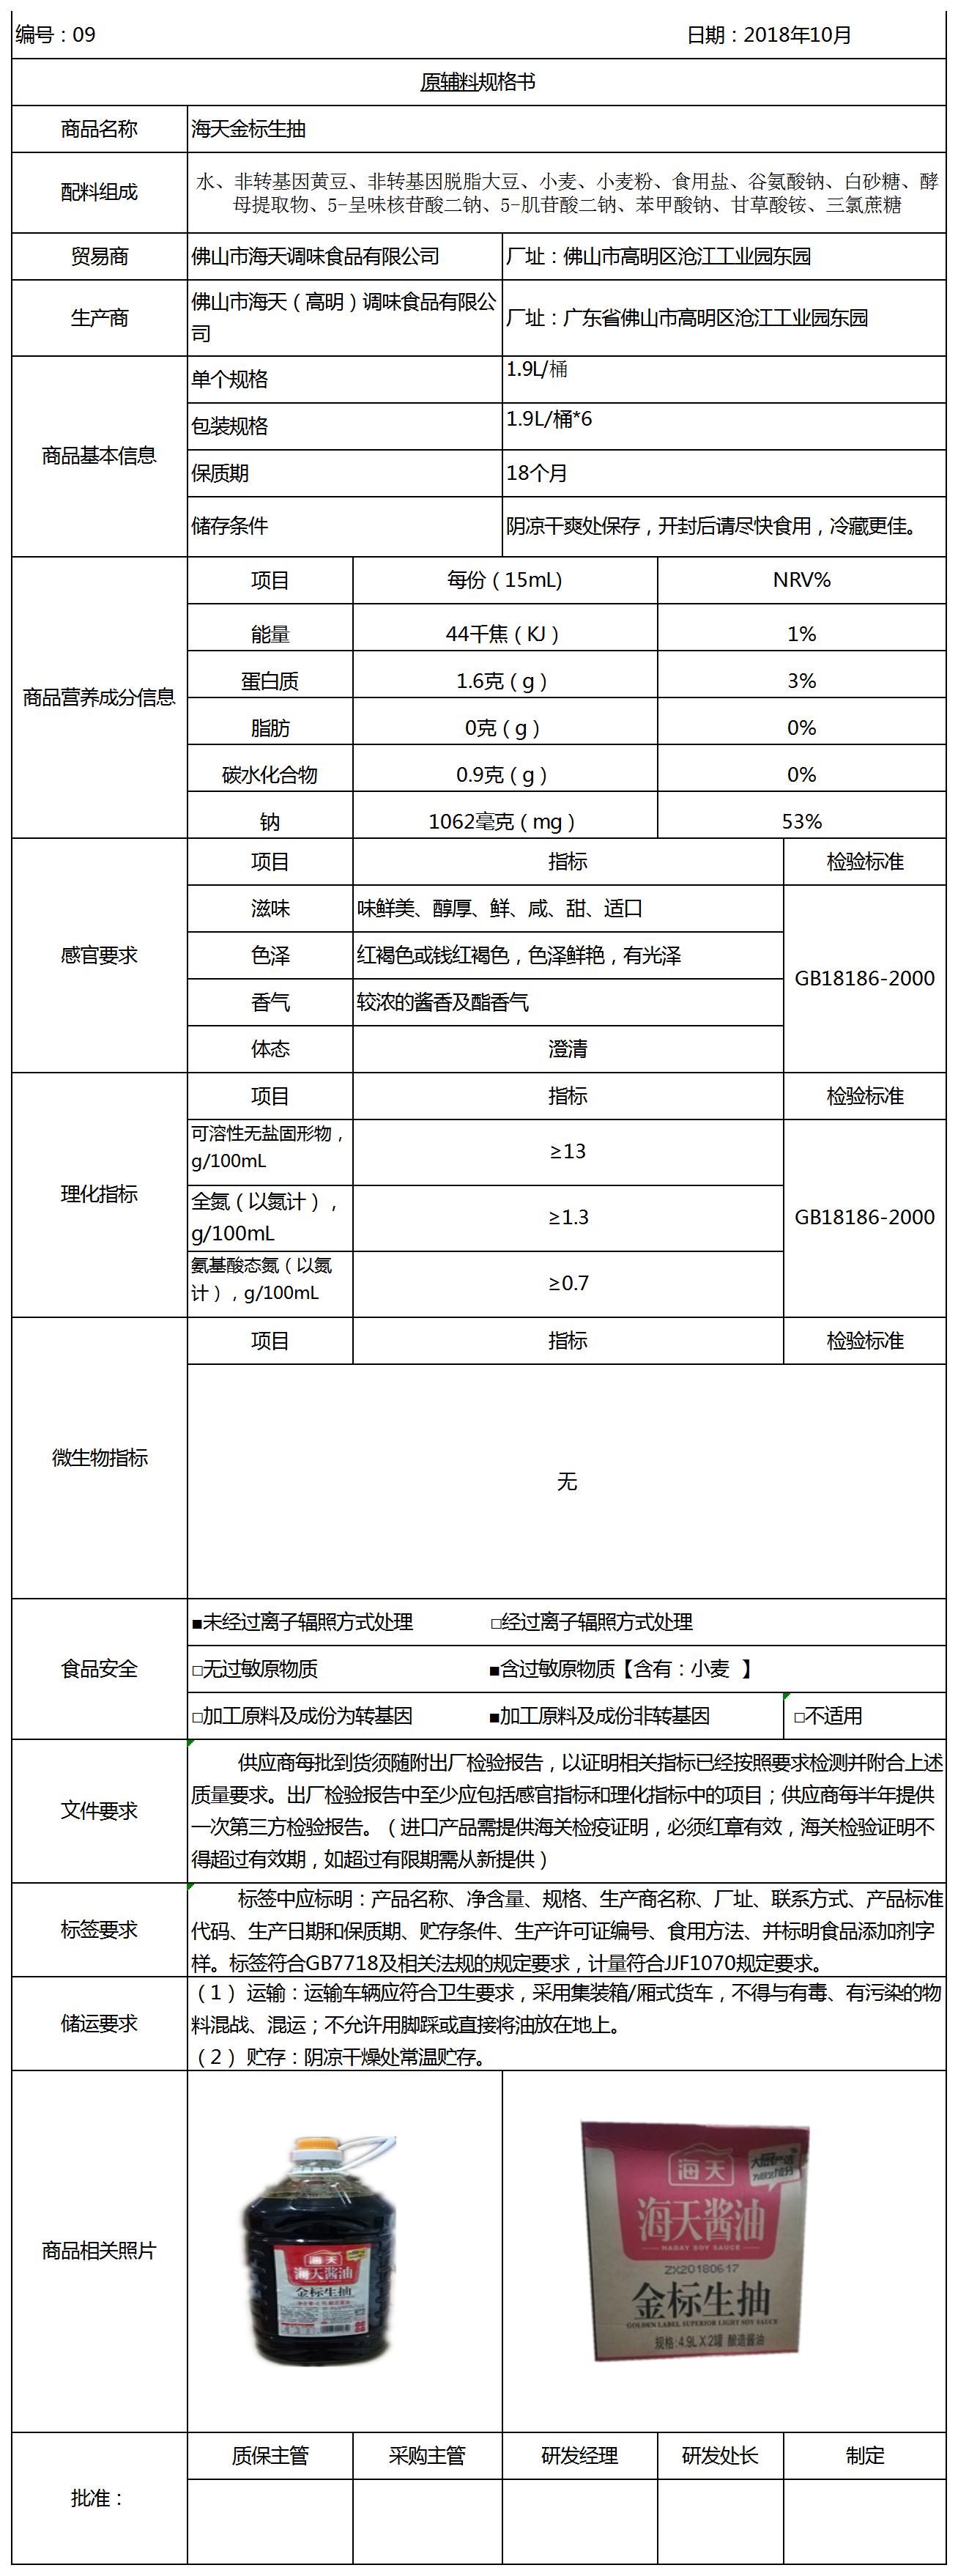 编号：09 日期：2018年10月
原辅料规格书
商品名称 海天金标生抽
配料组成 水、非转基因黄豆、非转基因脱脂大豆、小麦、小麦粉、食用盐、谷氨酸钠、白砂糖、酵
母提取物、5-呈味核苷酸二钠、5-肌苷酸二钠、苯甲酸钠、甘草酸铵、三氯蔗糖
贸易商 佛山市海天调味食品有限公司 厂址：佛山市高明区沧江工业园东园
生产商 佛山市海天（高明）调味食品有限公
司 厂址：广东省佛山市高明区沧江工业园东园
商品基本信息
单个规格 1.9L/桶
包装规格 1.9L/桶*6
保质期 18个月
储存条件 阴凉干爽处保存，开封后请尽快食用，冷藏更佳。
商品营养成分信息
项目 每份（15mL) NRV%
能量 44千焦（KJ） 1%
蛋白质 1.6克（g） 3%
脂肪 0克（g） 0%
碳水化合物 0.9克（g） 0%
钠 1062毫克（mg） 53%
感官要求
项目 指标 检验标准
滋味 味鲜美、醇厚、鲜、咸、甜、适口
色泽 红褐色或钱红褐色，色泽鲜艳，有光泽
GB18186-2000
香气 较浓的酱香及酯香气
体态 澄清
理化指标
项目 指标 检验标准
可溶性无盐固形物，
g/100mL ≥13
全氮（以氮计），
g/100mL ≥1.3 GB18186-2000
氨基酸态氮（以氮
计），g/100mL ≥0.7
微生物指标
项目 指标 检验标准
无
食品安全
■未经过离子辐照方式处理 □经过离子辐照方式处理
□无过敏原物质 ■含过敏原物质【含有：小麦 】
□加工原料及成份为转基因 ■加工原料及成份非转基因 □不适用
文件要求
供应商每批到货须随附出厂检验报告，以证明相关指标已经按照要求检测并附合上述
质量要求。出厂检验报告中至少应包括感官指标和理化指标中的项目；供应商每半年提供
一次第三方检验报告。（进口产品需提供海关检疫证明，必须红章有效，海关检验证明不
得超过有效期，如超过有限期需从新提供）
标签要求
标签中应标明：产品名称、净含量、规格、生产商名称、厂址、联系方式、产品标准
代码、生产日期和保质期、贮存条件、生产许可证编号、食用方法、并标明食品添加剂字
样。标签符合GB7718及相关法规的规定要求，计量符合JJF1070规定要求。
储运要求
（1） 运输：运输车辆应符合卫生要求，采用集装箱/厢式货车，不得与有毒、有污染的物
料混战、混运；不允许用脚踩或直接将油放在地上。
（2） 贮存：阴凉干燥处常温贮存。
商品相关照片
海天
海天酱油
金标生抽
海天
海天酱油
HADAY SOY SAUCE
ZX20180617
金标生抽
GOLDEN LABEL SUPERIOR LIGHT SOY SAUCE
规格:4.9L×2罐 酿造酱油
批准：
质保主管 采购主管 研发经理 研发处长 制定